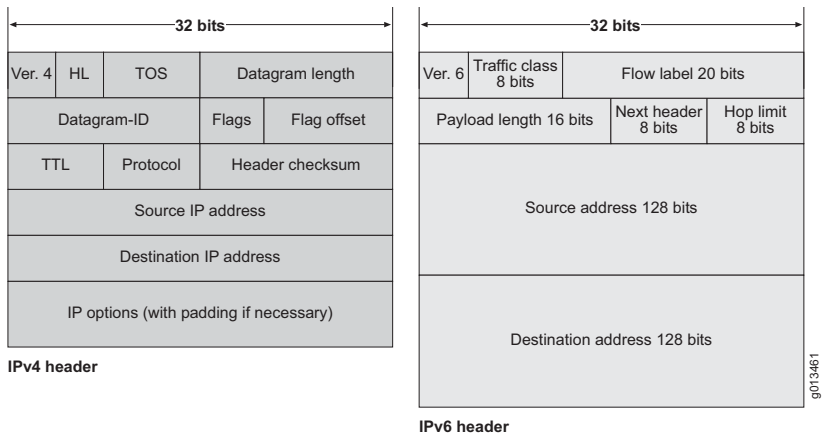 32 bits
Ver. 4 HL TOS Datagram length
Datagram-ID Flags Flag offset
TTL Protocol Header checksum
Source IP address
Destination IP address
IP options (with padding if necessary)
IPv4 header
32 bits
Ver. 6 Traffic class 8 bits Flow label 20 bits
Payload length 16 bits Next header 8 bits Hop limit 8 bits
Source address 128 bits
Destination address 128 bits
IPv6 header
g013461